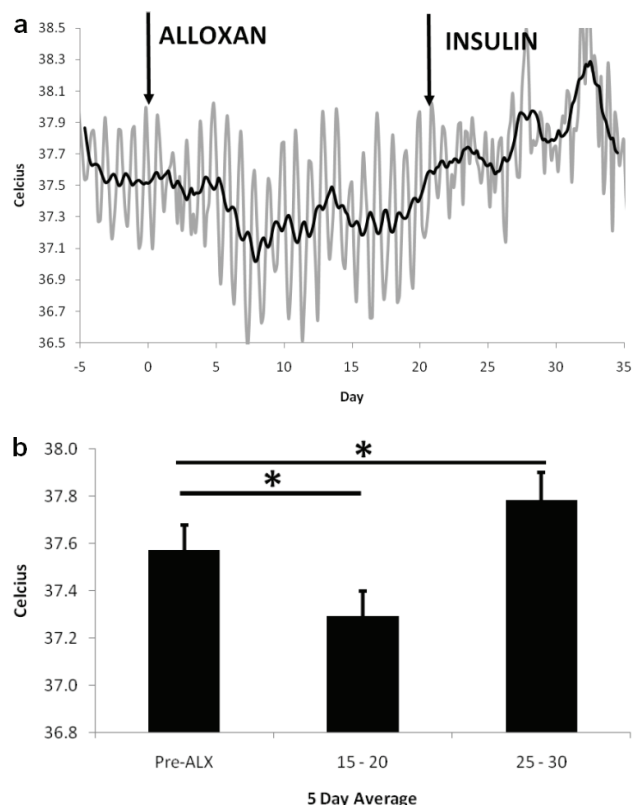 a
ALLOXAN
INSULIN
38.5
38.3
38.1
37.9
37.7
37.5
37.3
37.1
36.9
36.7
36.5
Celcius
-5 0 5 10 15 20 25 30 35
Day
b
*
*
38.0
37.8
37.6
37.4
37.2
37.0
36.8
Celcius
Pre-ALX 15 - 20 25 - 30
5 Day Average